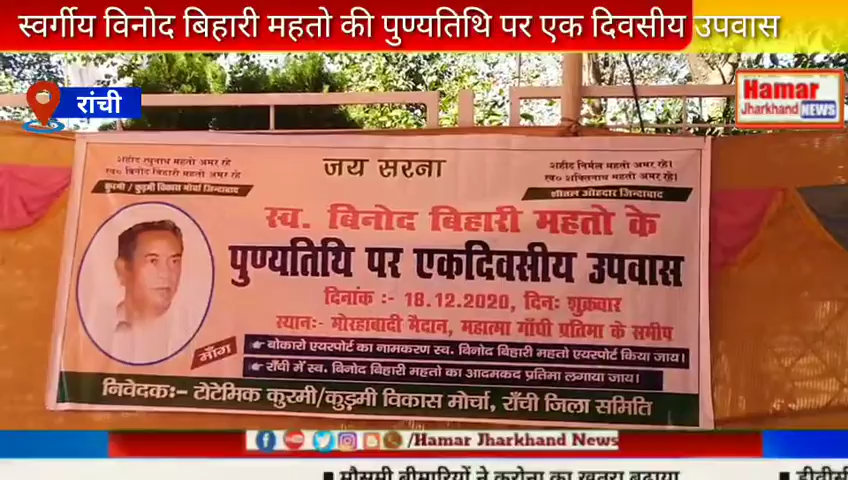 स्वर्गीय विनोद बिहारी महतो की पुण्यतिथि पर एक दिवसीय उपवास
रांची
Hamar
Jharkhand NEWS
शहीद रघुनाथ महतो अमर रहे
स्व० बिनोद बिहारी महतो अमर रहे
कुरमी / कुड़मी विकास मोर्चा जिन्दाबाद
जय सरना
शहीद निर्मल महतो अमर रहे।
स्व० शक्तिनाथ महतो अमर रहे।
शीतल ओहदार जिन्दाबाद
स्व. बिनोद बिहारी महतो के
पुण्यतिथि पर एकदिवसीय उपवास
दिनांक :- 18.12.2020, दिनः शुक्रवार
स्थानः- मोरहाबादी मैदान, महात्मा गाँधी प्रतिमा के समीप
माँग
बोकारो एयरपोर्ट का नामकरण स्व. बिनोद बिहारी महतो एयरपोर्ट किया जाय।
राँची में स्व. बिनोद बिहारी महतो का आदमकद प्रतिमा लगाया जाय।
निवेदकः- टोटेमिक कुरमी/कुड़मी विकास मोर्चा, राँची जिला समिति
/Hamar Jharkhand News
मौसमी बीमारियों ने कोरोना का खतरा बढ़ाया